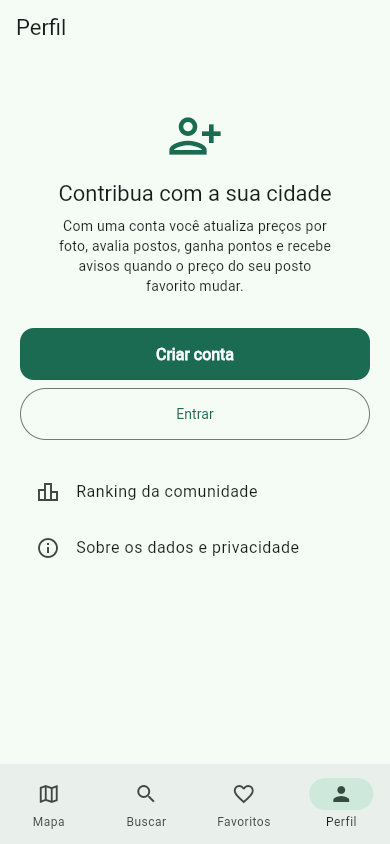 Perfil
Contribua com a sua cidade
Com uma conta você atualiza preços por
foto, avalia postos, ganha pontos e recebe
avisos quando o preço do seu posto
favorito mudar.
Criar conta
Entrar
Ranking da comunidade
Sobre os dados e privacidade
Mapa
Buscar
Favoritos
Perfil